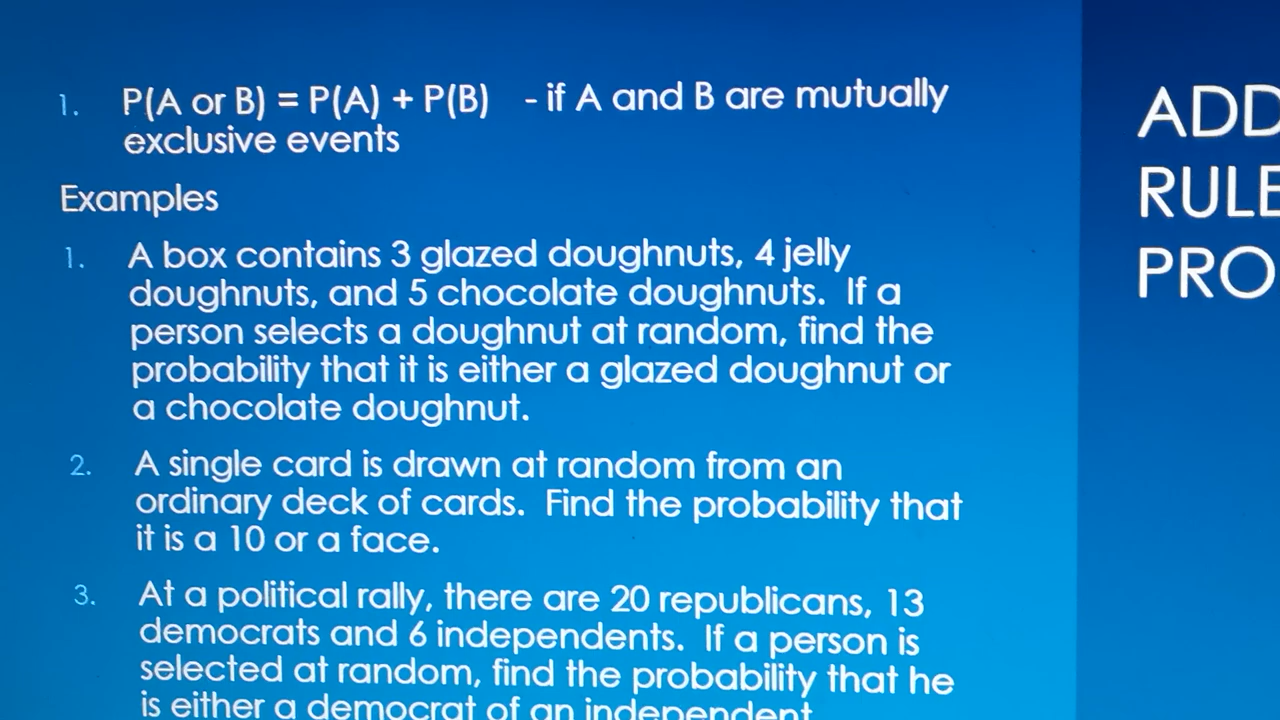 1. P(A or B) = P(A) + P(B) - if A and B are mutually
exclusive events
Examples
1. A box contains 3 glazed doughnuts, 4 jelly
doughnuts, and 5 chocolate doughnuts. If a
person selects a doughnut at random, find the
probability that it is either a glazed doughnut or
a chocolate doughnut.
2. A single card is drawn at random from an
ordinary deck of cards. Find the probability that
it is a 10 or a face.
3. At a political rally, there are 20 republicans, 13
democrats and 6 independents. If a person is
selected at random, find the probability that he
is either a democrat of an independent
ADD
RULE
PRO